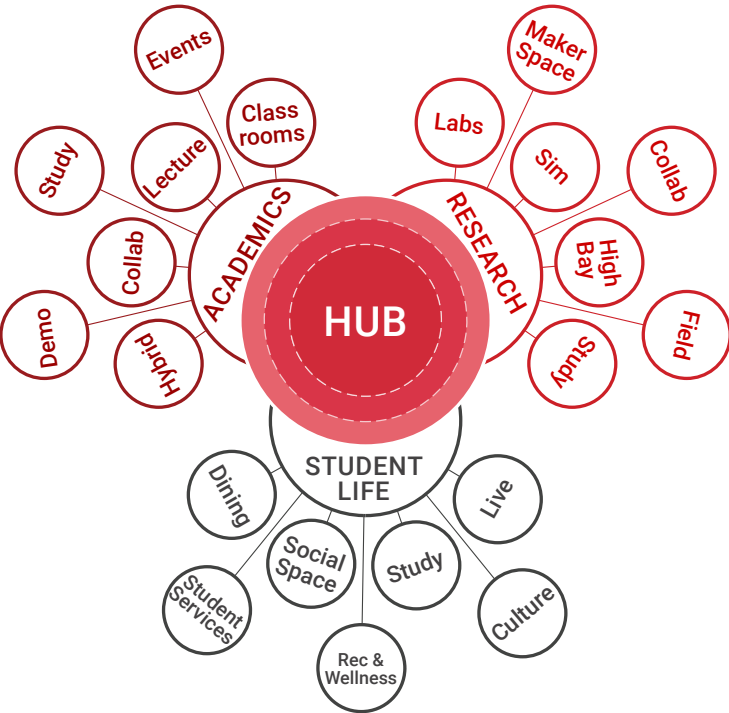 Events
Class
rooms
Lecture
Study
Collab
Demo
Hybrid
ACADEMICS
Maker
Space
Labs
Sim
Collab
High
Bay
Field
Study
RESEARCH
HUB
STUDENT
LIFE
Dining
Student
Services
Social
Space
Rec &
Wellness
Study
Culture
Live